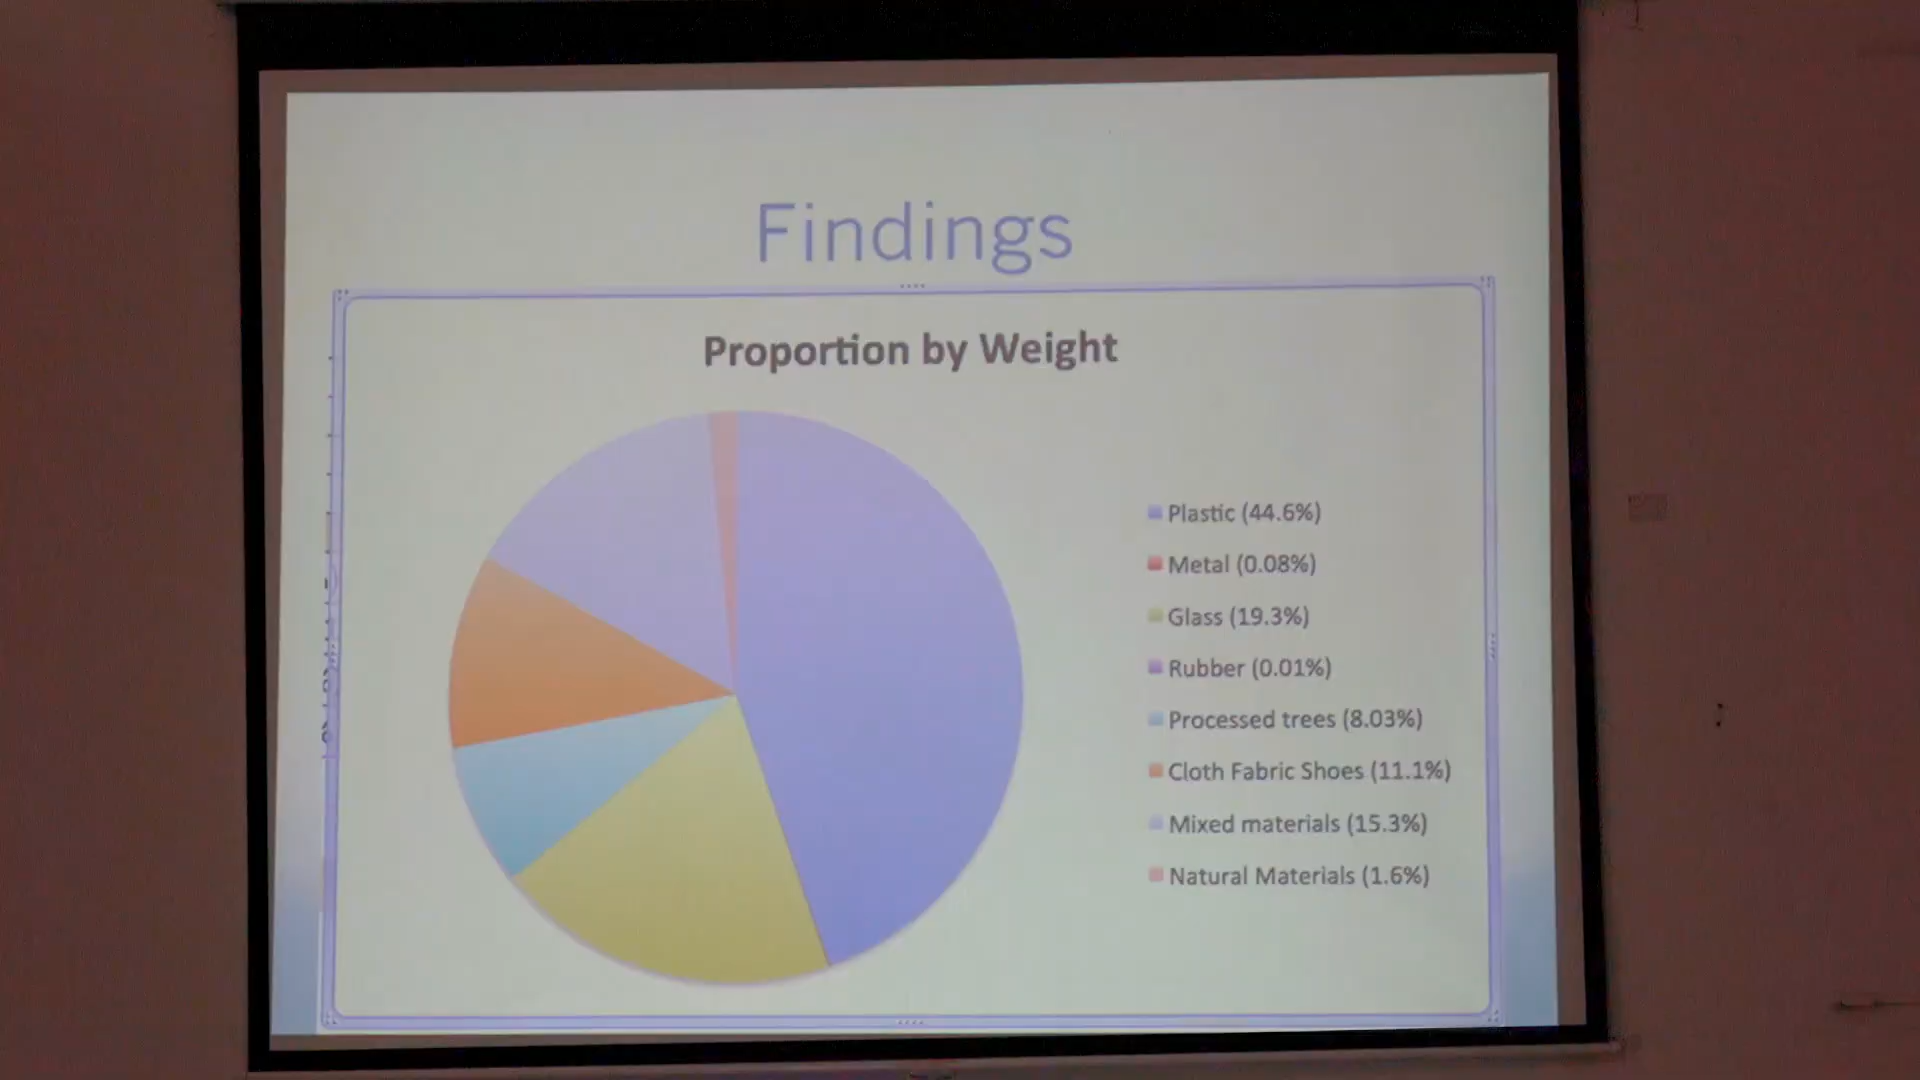 Findings
Proportion by Weight
Plastic (44.6%)
Metal (0.08%)
Glass (19.3%)
Rubber (0.01%)
Processed trees (8.03%)
Cloth Fabric Shoes (11.1%)
Mixed materials (15.3%)
Natural Materials (1.6%)